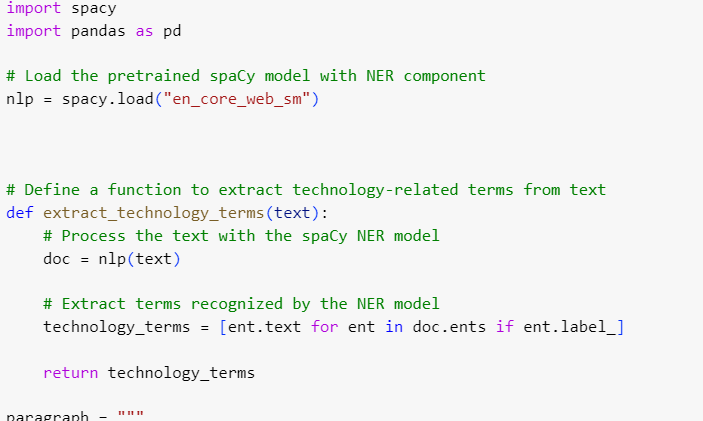 import spacy
import pandas as pd
# Load the pretrained spaCy model with NER component
nlp = spacy.load("en_core_web_sm")
# Define a function to extract technology-related terms from text
def extract_technology_terms(text):
    # Process the text with the spaCy NER model
    doc = nlp(text)
    # Extract terms recognized by the NER model
    technology_terms = [ent.text for ent in doc.ents if ent.label_]
    return technology_terms
paragraph = """